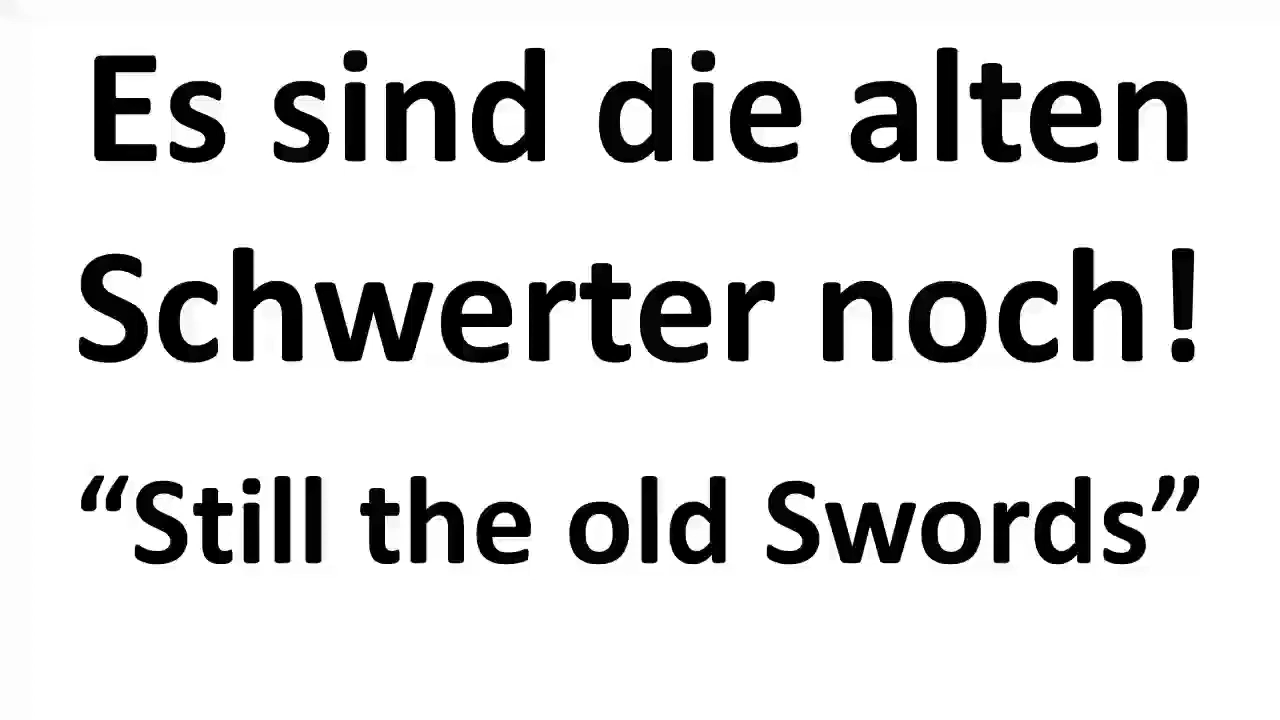 Es sind die alten
Schwerter noch!
“Still the old Swords”